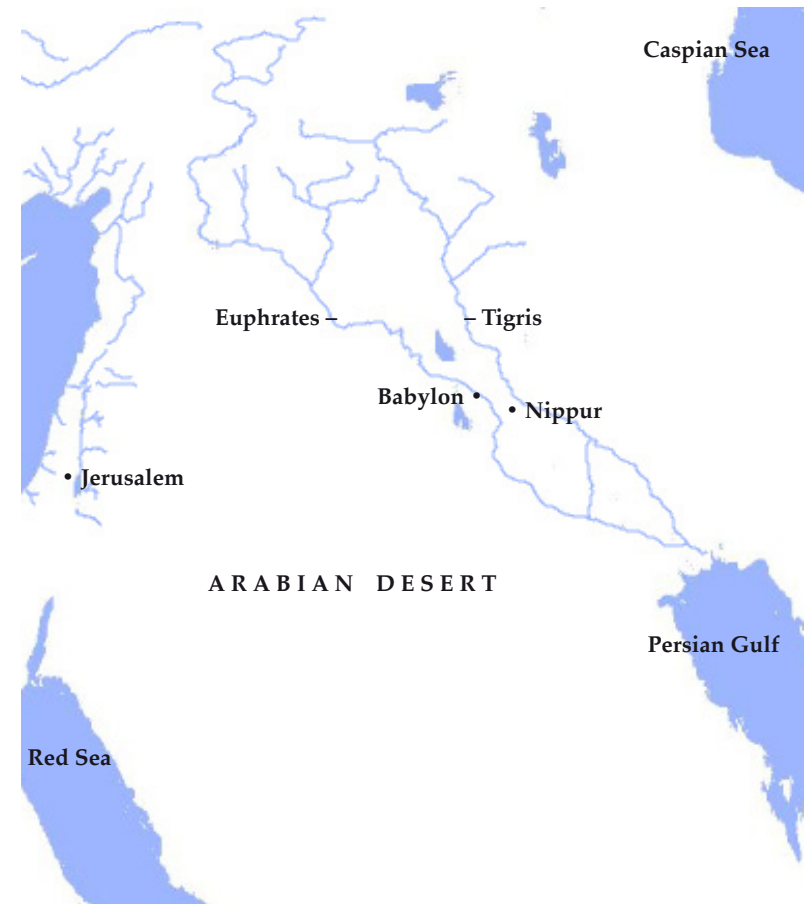 Caspian Sea
Euphrates –
– Tigris
Babylon •
• Nippur
• Jerusalem
ARABIAN DESERT
Persian Gulf
Red Sea